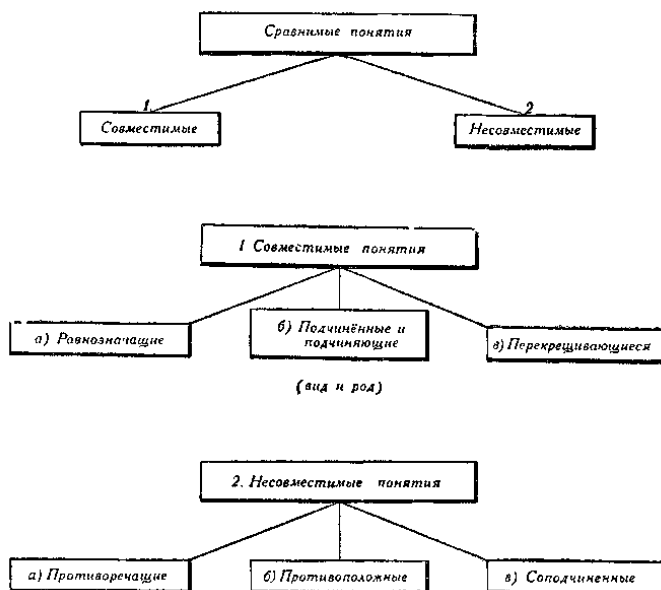 Сравнимые понятия
1
2
Совместимые
Несовместимые
1 Совместимые понятия
а) Равнозначащие
б) Подчинённые и
подчиняющие
в) Перекрещивающиеся
(вид и род)
2. Несовместимые понятия
а) Противоречащие
б) Противоположные
в) Соподчиненные